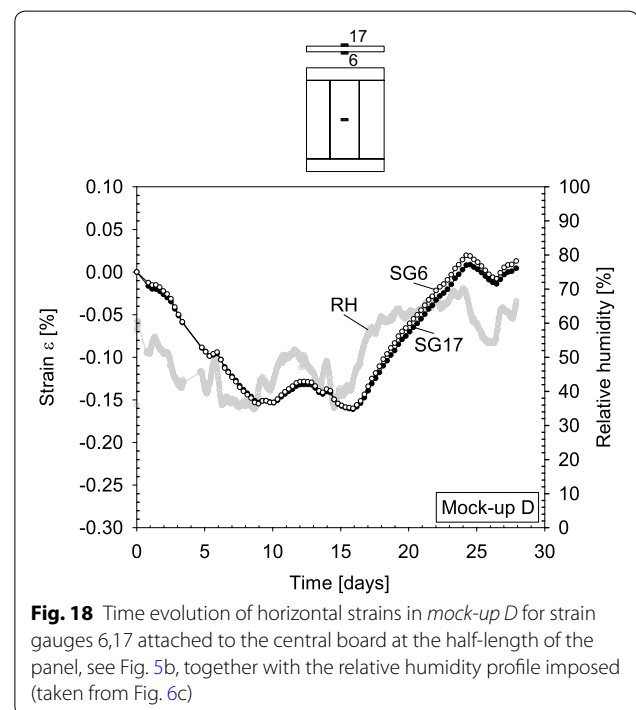 17
6
0.10
0.05
0.00
-0.05
-0.10
-0.15
-0.20
-0.25
-0.30
Strain ε [%]
100
90
80
70
60
50
40
30
20
10
0
Relative humidity [%]
SG6
RH
SG17
Mock-up D
0 5 10 15 20 25 30
Time [days]
Fig. 18 Time evolution of horizontal strains in mock-up D for strain
gauges 6,17 attached to the central board at the half-length of the
panel, see Fig. 5b, together with the relative humidity profile imposed
(taken from Fig. 6c)